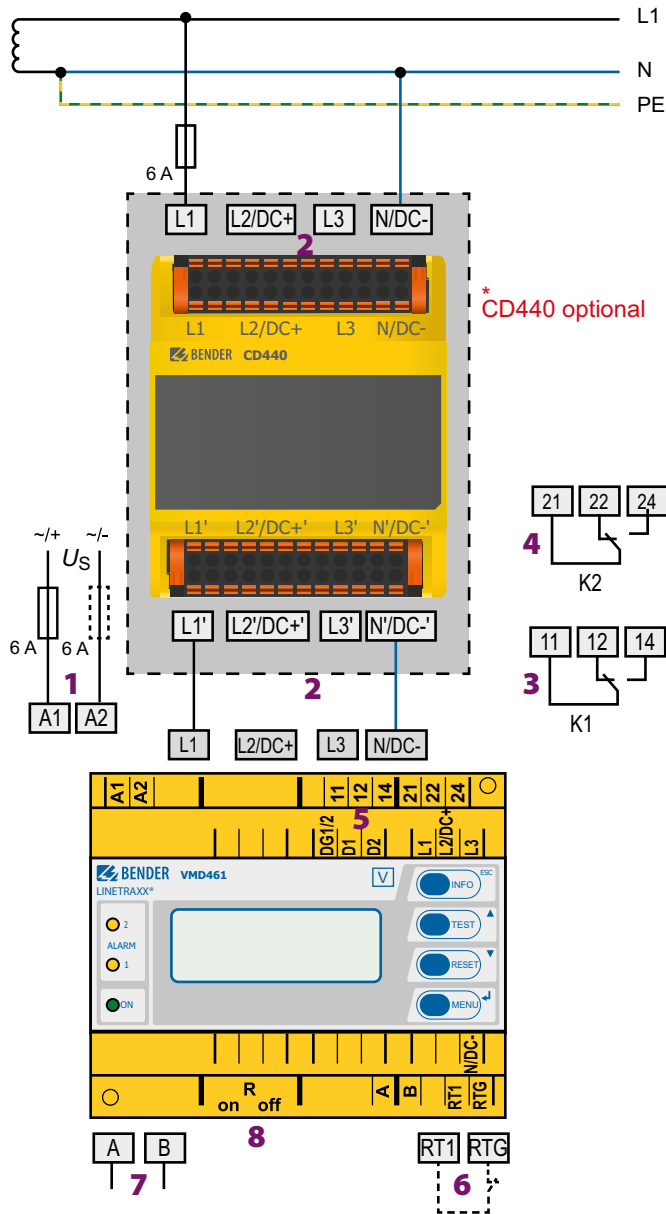 L1
N
PE
6 A
L1 L2/DC+ L3 N/DC-
2
L1 L2/DC+ L3 N/DC-
BENDER CD440
*
CD440 optional
L1' L2'/DC+' L3' N'/DC-'
~/+ ~/-
US
6 A 6 A
1
A1 A2
L1' L2'/DC+' L3' N'/DC-'
2
21 22 24
4
K2
11 12 14
3
K1
L1 L2/DC+ L3 N/DC-
A1 A2 11 12 14 21 22 24
5
DG1/2 D1 D2 L1 L2/DC+ L3
BENDER VMD461 V
LINETRAXX®
INFO ESC
2
TEST
ALARM
1
RESET
ON
MENU
N/DC-
R
on off
A B RT1 RTG
8
A B
7
RT1 RTG
6